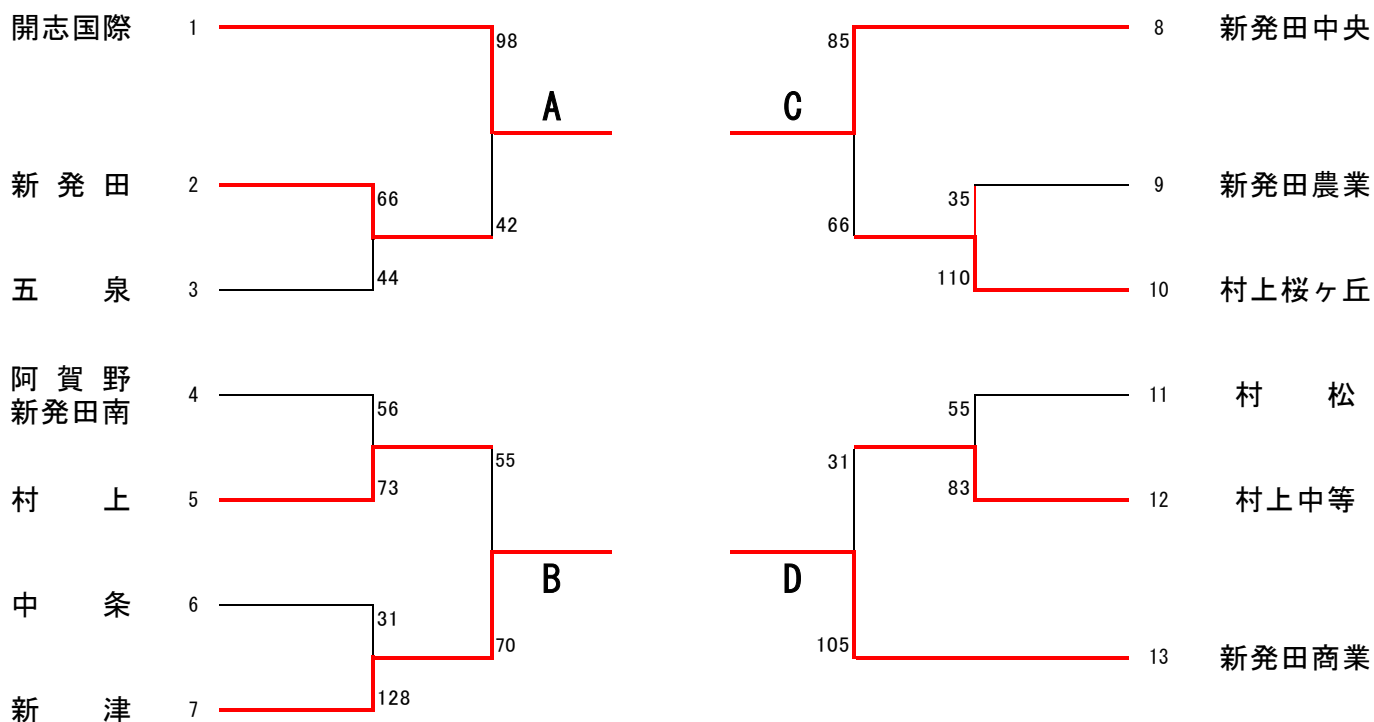 開志国際 1
98
A
新発田 2
66
42
44
五泉 3
阿賀野
新発田南 4
56
55
村上 5
73
B
中条 6
31
70
128
新津 7
85
8 新発田中央
C
9 新発田農業
35
66
110
10 村上桜ヶ丘
11 村松
55
31
83
12 村上中等
D
105
13 新発田商業